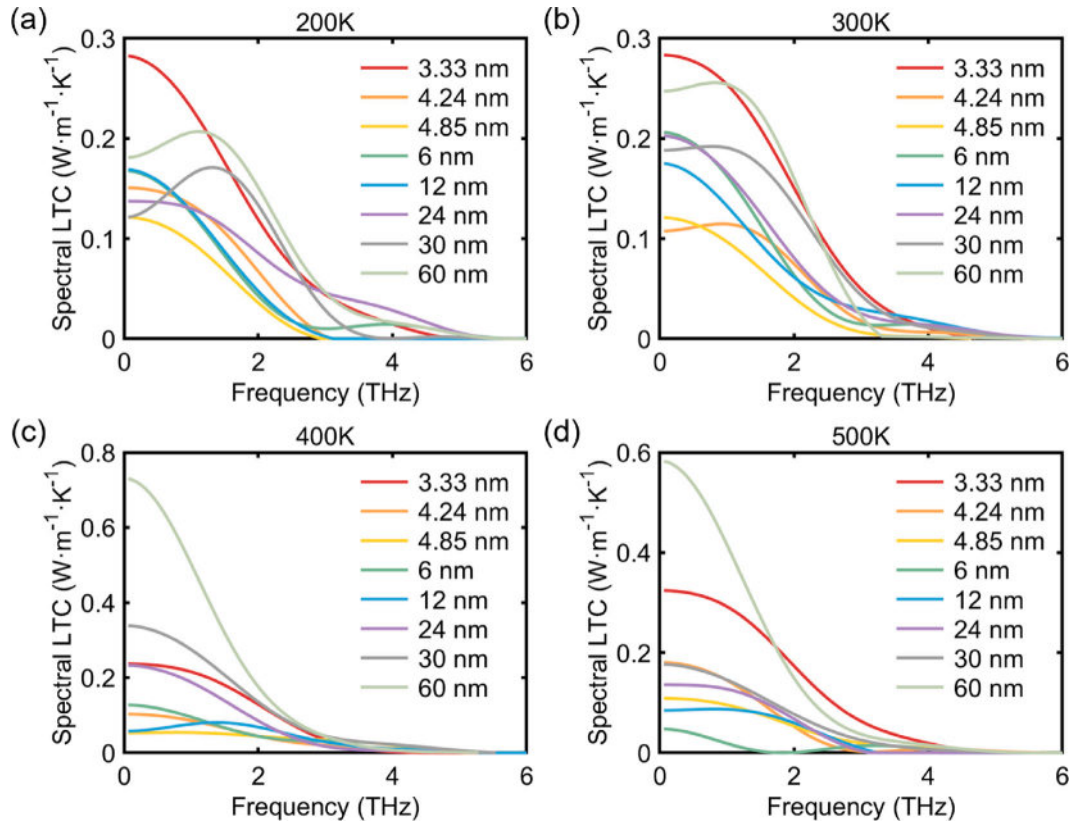 (a)
200K
Spectral LTC (W·m⁻¹·K⁻¹)
0.3
0.2
0.1
0
3.33 nm
4.24 nm
4.85 nm
6 nm
12 nm
24 nm
30 nm
60 nm
0 2 4 6
Frequency (THz)
(b)
300K
Spectral LTC (W·m⁻¹·K⁻¹)
0.3
0.2
0.1
0
3.33 nm
4.24 nm
4.85 nm
6 nm
12 nm
24 nm
30 nm
60 nm
0 2 4 6
Frequency (THz)
(c)
400K
Spectral LTC (W·m⁻¹·K⁻¹)
0.8
0.6
0.4
0.2
0
3.33 nm
4.24 nm
4.85 nm
6 nm
12 nm
24 nm
30 nm
60 nm
0 2 4 6
Frequency (THz)
(d)
500K
Spectral LTC (W·m⁻¹·K⁻¹)
0.6
0.4
0.2
0
3.33 nm
4.24 nm
4.85 nm
6 nm
12 nm
24 nm
30 nm
60 nm
0 2 4 6
Frequency (THz)